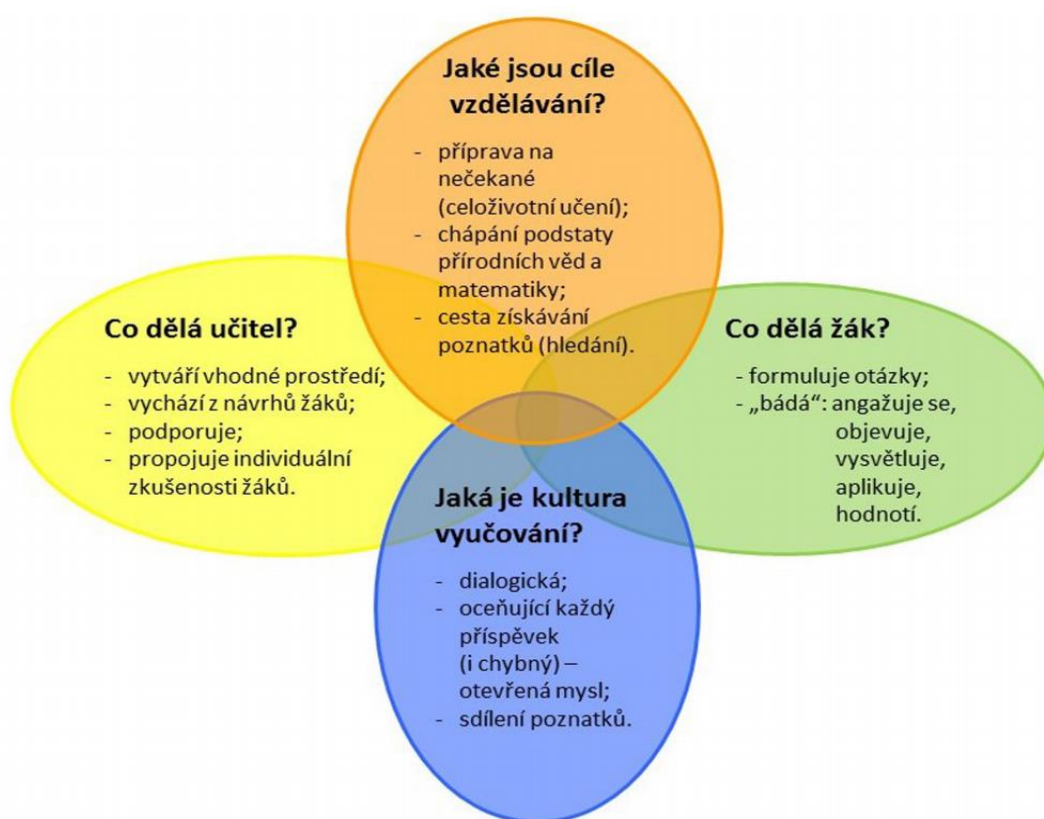 Jaké jsou cíle
vzdělávání?
- příprava na
nečekané
(celoživotní učení);
- chápání podstaty
přírodních věd a
matematiky;
- cesta získávání
poznatků (hledání).
Co dělá učitel?
- vytváří vhodné prostředí;
- vychází z návrhů žáků;
- podporuje;
- propojuje individuální
zkušenosti žáků.
Co dělá žák?
- formuluje otázky;
- „bádá“: angažuje se,
objevuje,
vysvětluje,
aplikuje,
hodnotí.
Jaká je kultura
vyučování?
- dialogická;
- oceňující každý
příspěvek
(i chybný) –
otevřená mysl;
- sdílení poznatků.